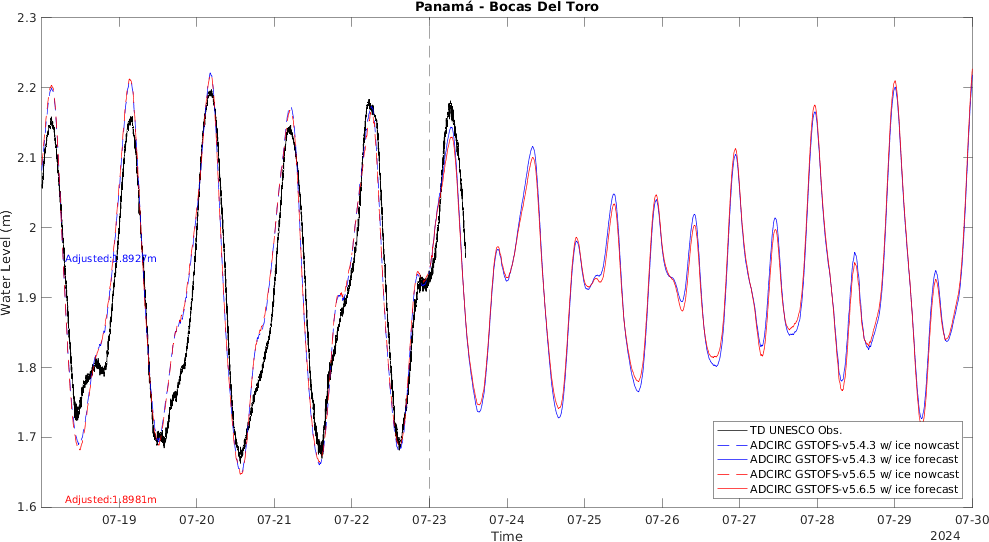 Panamá - Bocas Del Toro
Water Level (m)
2.3
2.2
2.1
2
1.9
1.8
1.7
1.6
Adjusted:1.8927m
Adjusted:1.8981m
TD UNESCO Obs.
ADCIRC GSTOFS-v5.4.3 w/ ice nowcast
ADCIRC GSTOFS-v5.4.3 w/ ice forecast
ADCIRC GSTOFS-v5.6.5 w/ ice nowcast
ADCIRC GSTOFS-v5.6.5 w/ ice forecast
07-19 07-20 07-21 07-22 07-23 07-24 07-25 07-26 07-27 07-28 07-29 07-30
Time
2024